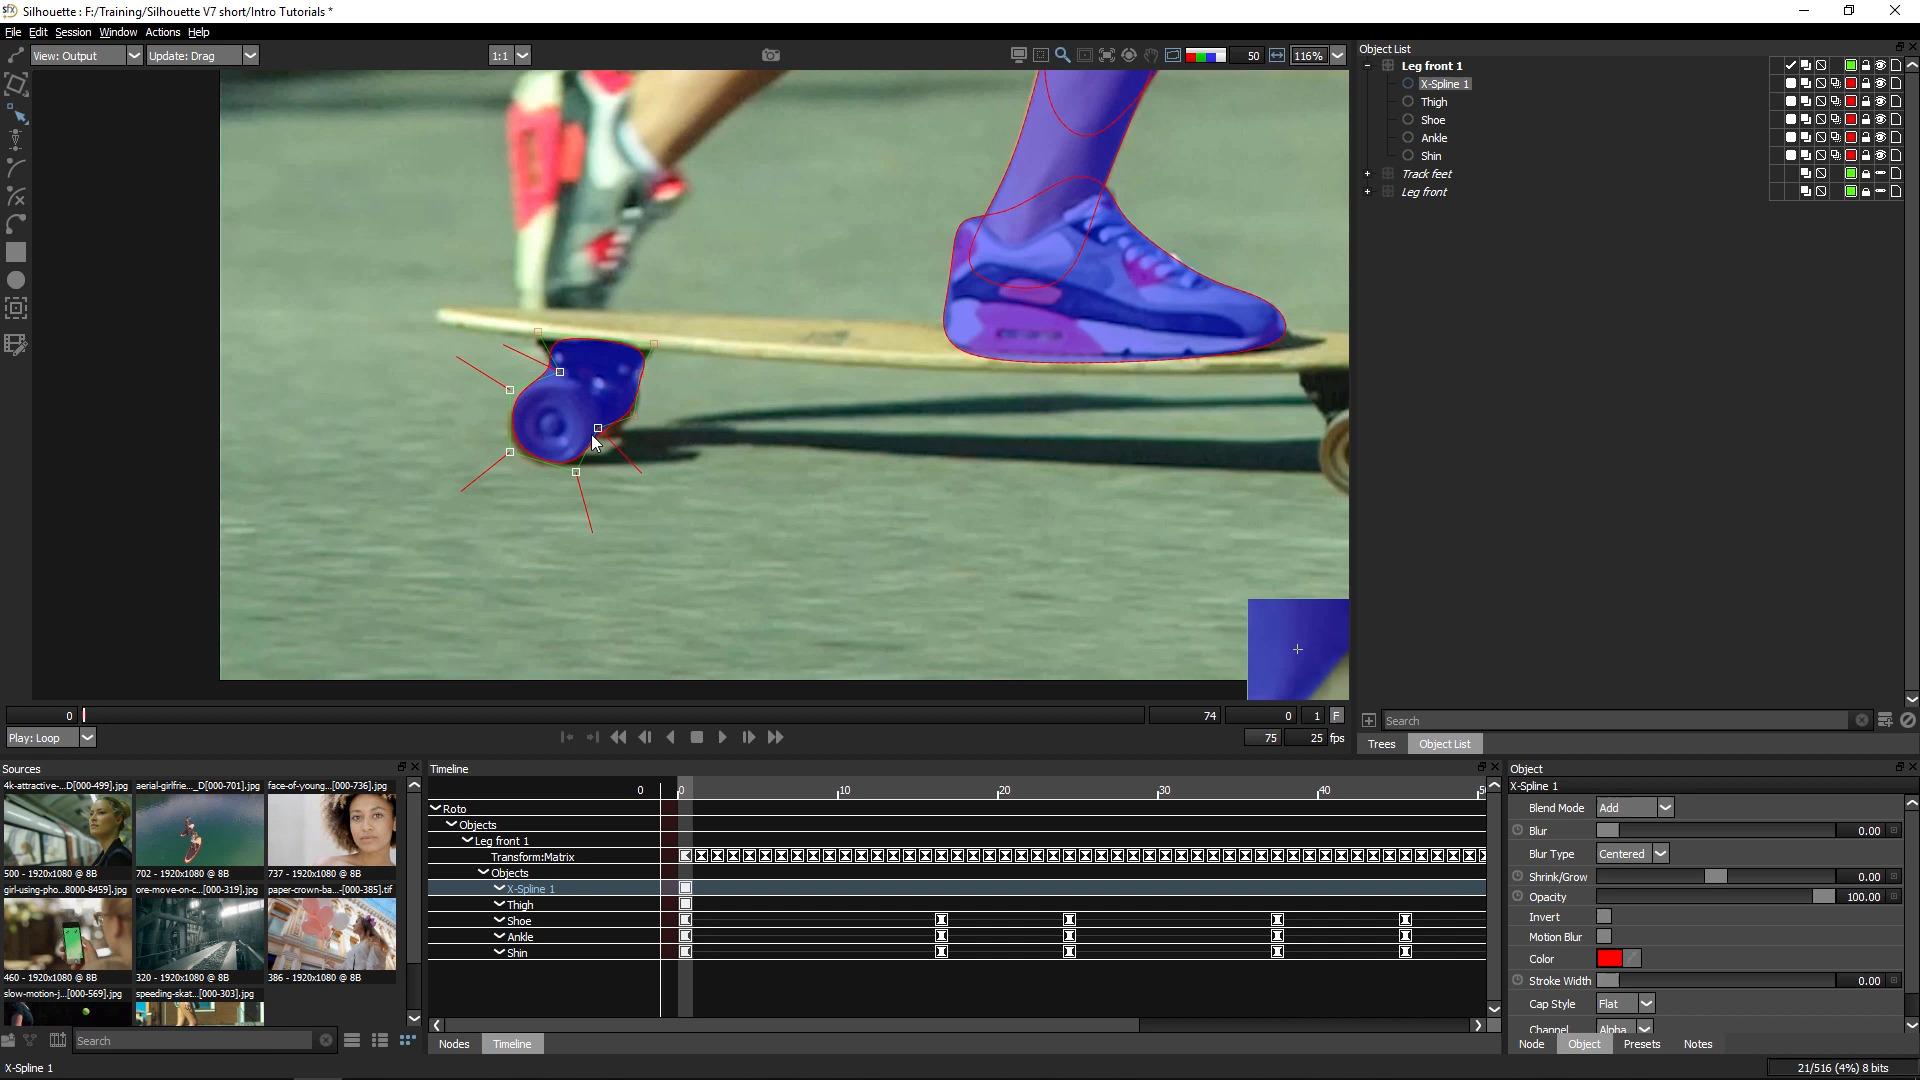 sfx Silhouette : F:/Training/Silhouette V7 short/Intro Tutorials *
File Edit Session Window Actions Help
View: Output Update: Drag 1:1 50 116%
Object List
Leg front 1
X-Spline 1
Thigh
Shoe
Ankle
Shin
Track feet
Leg front
Search
Trees Object List
0 74 0 1 F
Play: Loop 75 25 fps
Sources
4k-attractive-...D[000-499].jpg aerial-girlfrie..._D[000-701].jpg face-of-young...[000-736].jpg
500 - 1920x1080 @ 8B 702 - 1920x1080 @ 8B 737 - 1920x1080 @ 8B
girl-using-pho...8000-8459].jpg ore-move-on-c...[000-319].jpg paper-crown-ba...-[000-385].tif
460 - 1920x1080 @ 8B 320 - 1920x1080 @ 8B 386 - 1920x1080 @ 8B
slow-motion-j...[000-569].jpg speeding-skat...[000-303].jpg
Search
Timeline
0 0 10 20 30 40 50
Roto
Objects
Leg front 1
Transform:Matrix
Objects
X-Spline 1
Thigh
Shoe
Ankle
Shin
Nodes Timeline
Object
X-Spline 1
Blend Mode Add
Blur 0.00
Blur Type Centered
Shrink/Grow 0.00
Opacity 100.00
Invert
Motion Blur
Color
Stroke Width 0.00
Cap Style Flat
Channel Alpha
Node Object Presets Notes
X-Spline 1
21/516 (4%) 8 bits